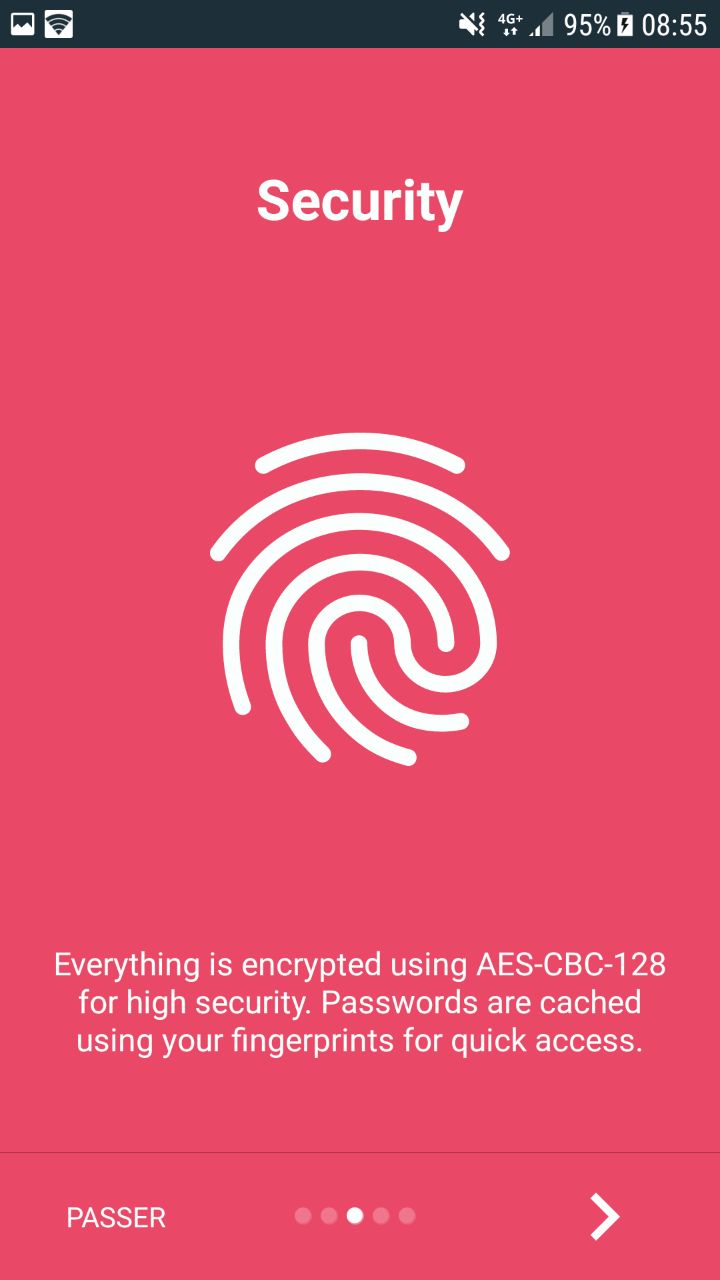 4G+ 95% 08:55
Security
Everything is encrypted using AES-CBC-128
for high security. Passwords are cached
using your fingerprints for quick access.
PASSER